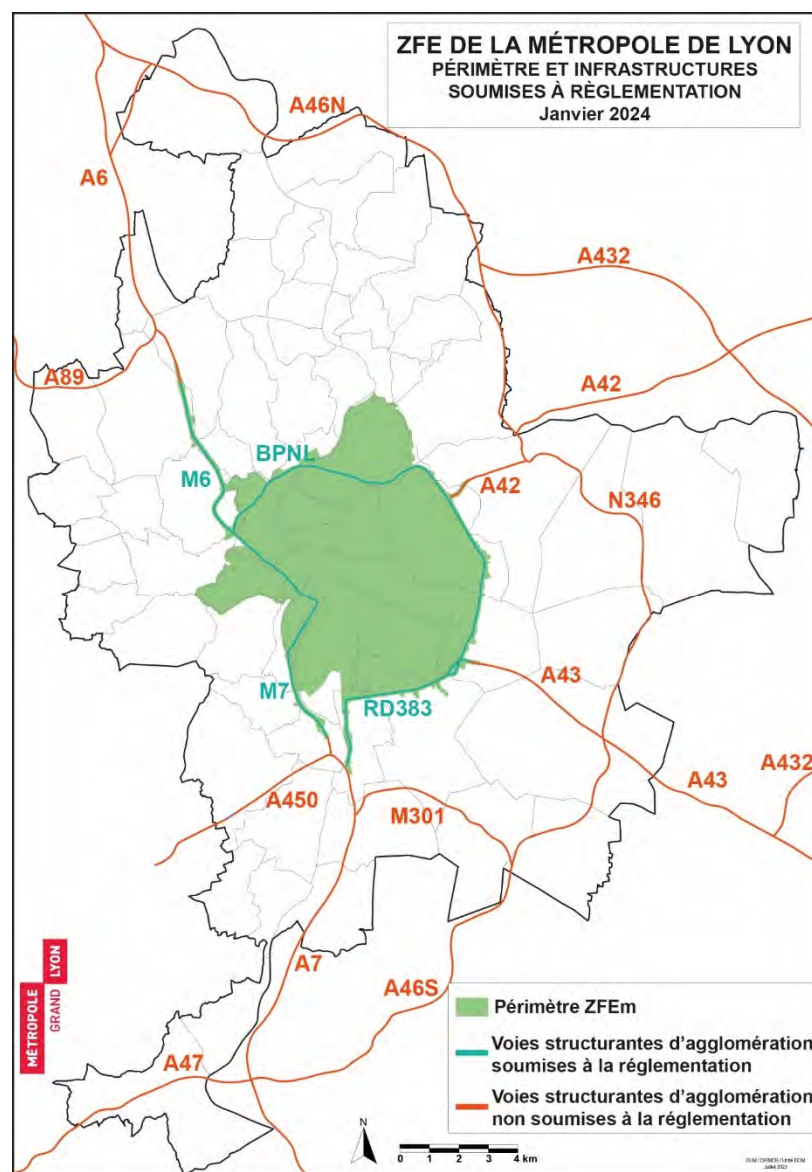 ZFE DE LA MÉTROPOLE DE LYON
PÉRIMÈTRE ET INFRASTRUCTURES
SOUMISES À RÈGLEMENTATION
Janvier 2024
A46N
A6
A432
A89
A42
BPNL
M6
A42
N346
A43
M7
RD383
A432
A43
A450
M301
A7
A46S
A47
MÉTROPOLE
GRAND LYON
Périmètre ZFEm
Voies structantes d'agglomération
soumises à la réglementation
Voies structurantes d'agglomération
non soumises à la réglementation
N
0 1 2 4 km